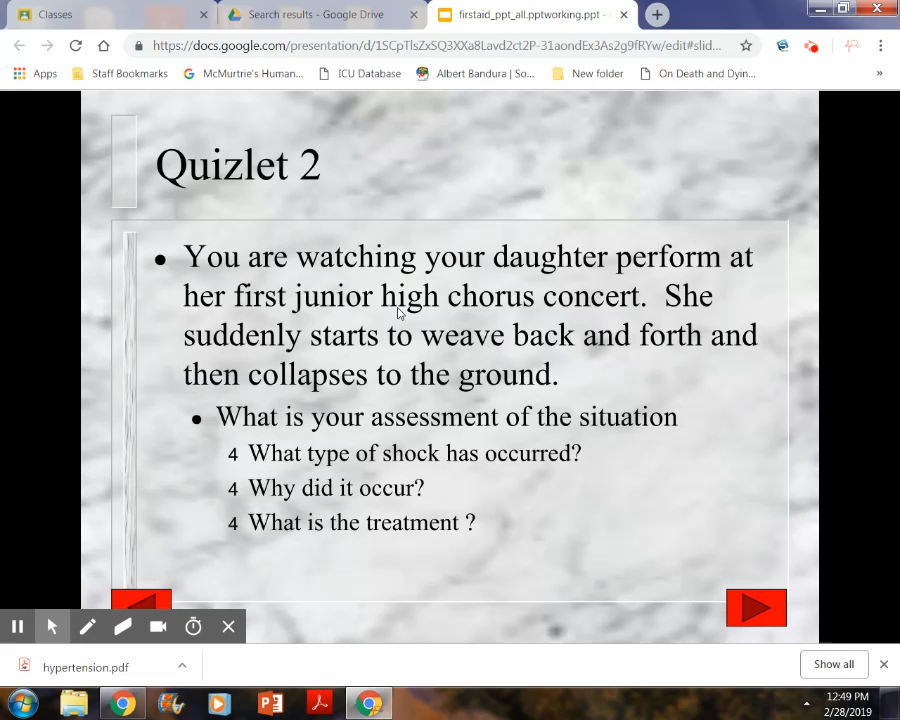 Classes
Search results - Google Drive
firstaid_ppt_all.pptworking.ppt -
https://docs.google.com/presentation/d/1SCpTlsZxSQ3XXa8Lavd2ct2P-31aondEx3As2g9fRYw/edit#slid...
Apps
Staff Bookmarks
McMurtrie's Human...
ICU Database
Albert Bandura | So...
New folder
On Death and Dyin...
»
Quizlet 2
• You are watching your daughter perform at
her first junior high chorus concert. She
suddenly starts to weave back and forth and
then collapses to the ground.
• What is your assessment of the situation
4 What type of shock has occurred?
4 Why did it occur?
4 What is the treatment ?
hypertension.pdf
Show all
12:49 PM
2/28/2019